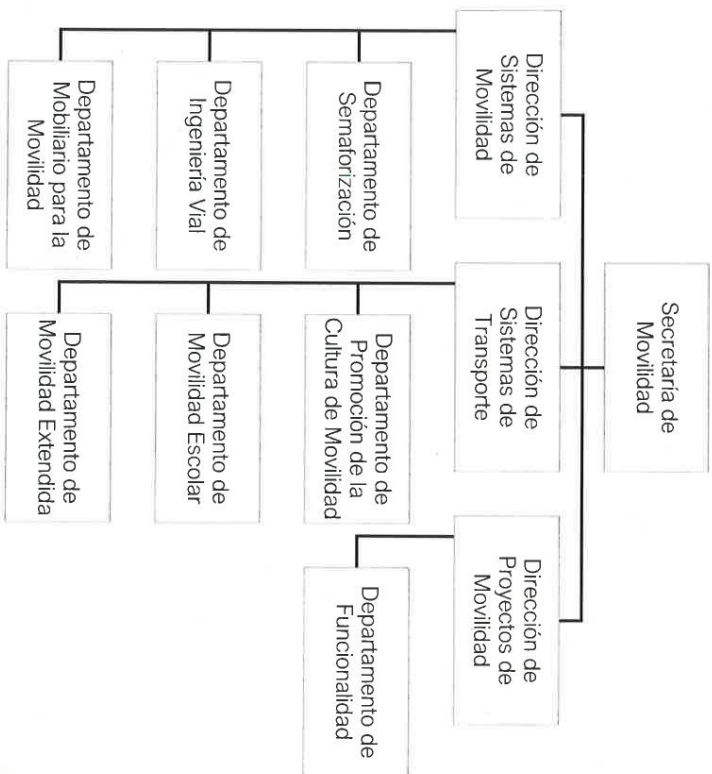 Secretaría de
Movilidad
Dirección de
Sistemas de
Movilidad
Departamento de
Semaforización
Departamento de
Ingeniería Vial
Departamento de
Mobiliario para la
Movilidad
Dirección de
Sistemas de
Transporte
Departamento de
Promoción de la
Cultura de Movilidad
Departamento de
Movilidad Escolar
Departamento de
Movilidad Extendida
Dirección de
Proyectos de
Movilidad
Departamento de
Funcionalidad